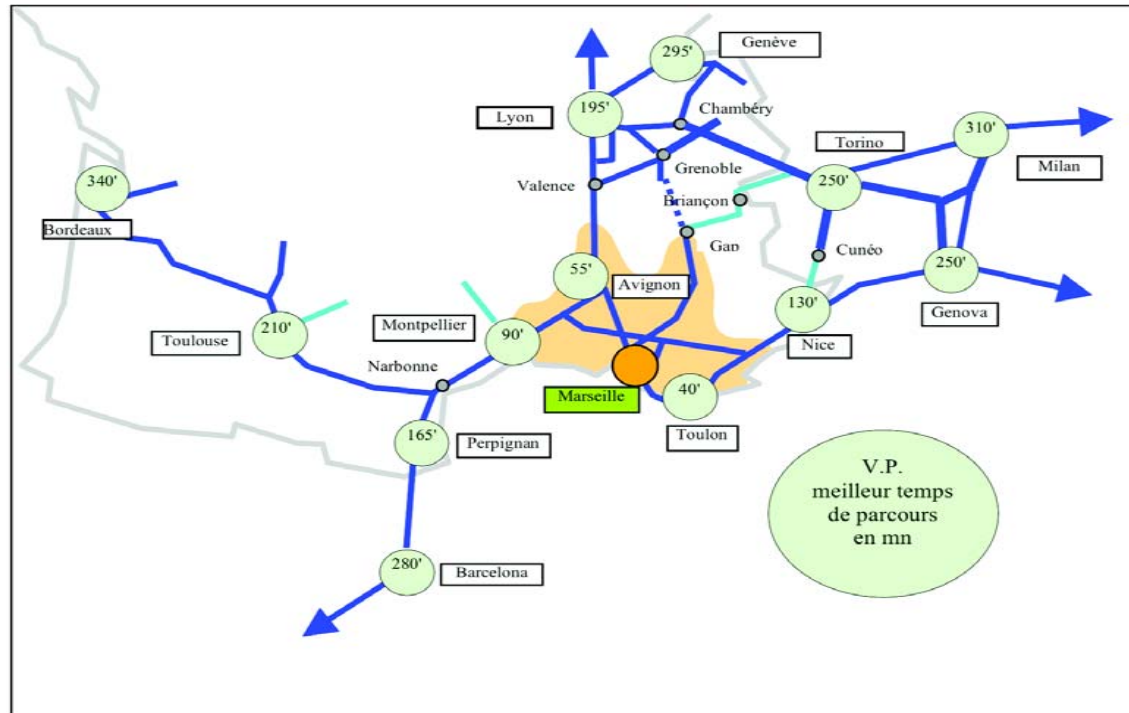 Genève
295'
195'
Lyon
Chambéry
310'
Torino
Milan
Grenoble
340'
Valence
250'
Briançon
Bordeaux
Gap
Cunéo
55'
250'
Avignon
130'
Genova
210'
Montpellier
90'
Toulouse
Nice
Narbonne
Marseille
40'
165'
Perpignan
Toulon
V.P.
meilleur temps
de parcours
en mn
280'
Barcelona